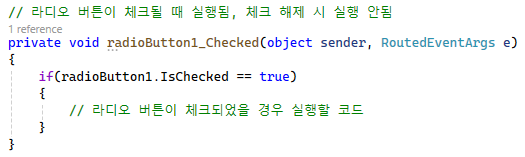 // 라디오 버튼이 체크될 때 실행됨, 체크 해제 시 실행 안됨
1 reference
private void radioButton1_Checked(object sender, RoutedEventArgs e)
{
    if(radioButton1.IsChecked == true)
    {
        // 라디오 버튼이 체크되었을 경우 실행할 코드
    }
}